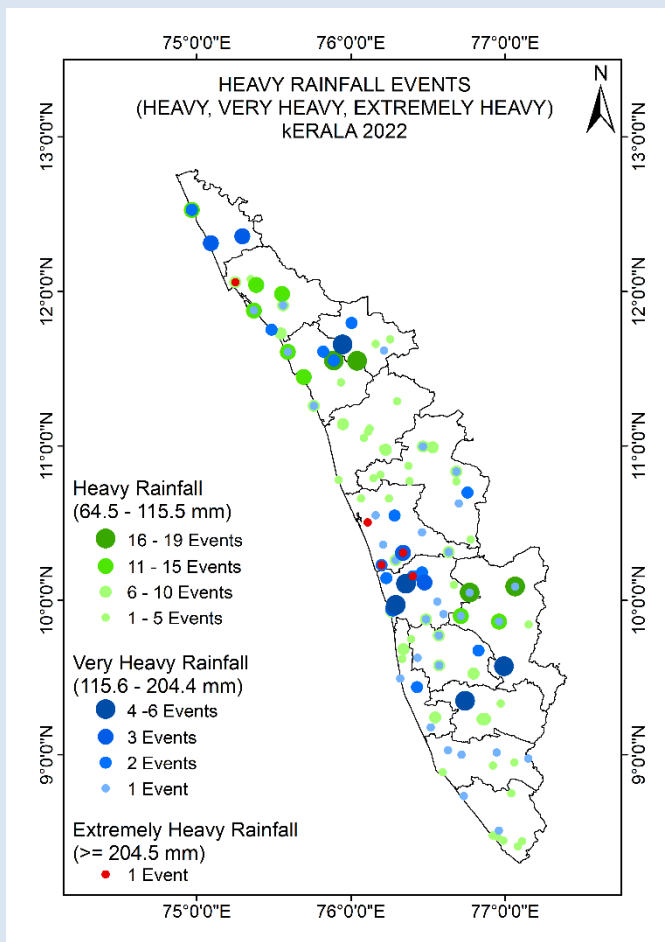 75°0'0"E 76°0'0"E 77°0'0"E
HEAVY RAINFALL EVENTS
(HEAVY, VERY HEAVY, EXTREMELY HEAVY)
kERALA 2022
N
13°0'0"N
13°0'0"N
12°0'0"N
12°0'0"N
11°0'0"N
11°0'0"N
10°0'0"N
10°0'0"N
9°0'0"N
9°0'0"N
Heavy Rainfall
(64.5 - 115.5 mm)
16 - 19 Events
11 - 15 Events
6 - 10 Events
1 - 5 Events
Very Heavy Rainfall
(115.6 - 204.4 mm)
4 -6 Events
3 Events
2 Events
1 Event
Extremely Heavy Rainfall
(>= 204.5 mm)
1 Event
75°0'0"E 76°0'0"E 77°0'0"E